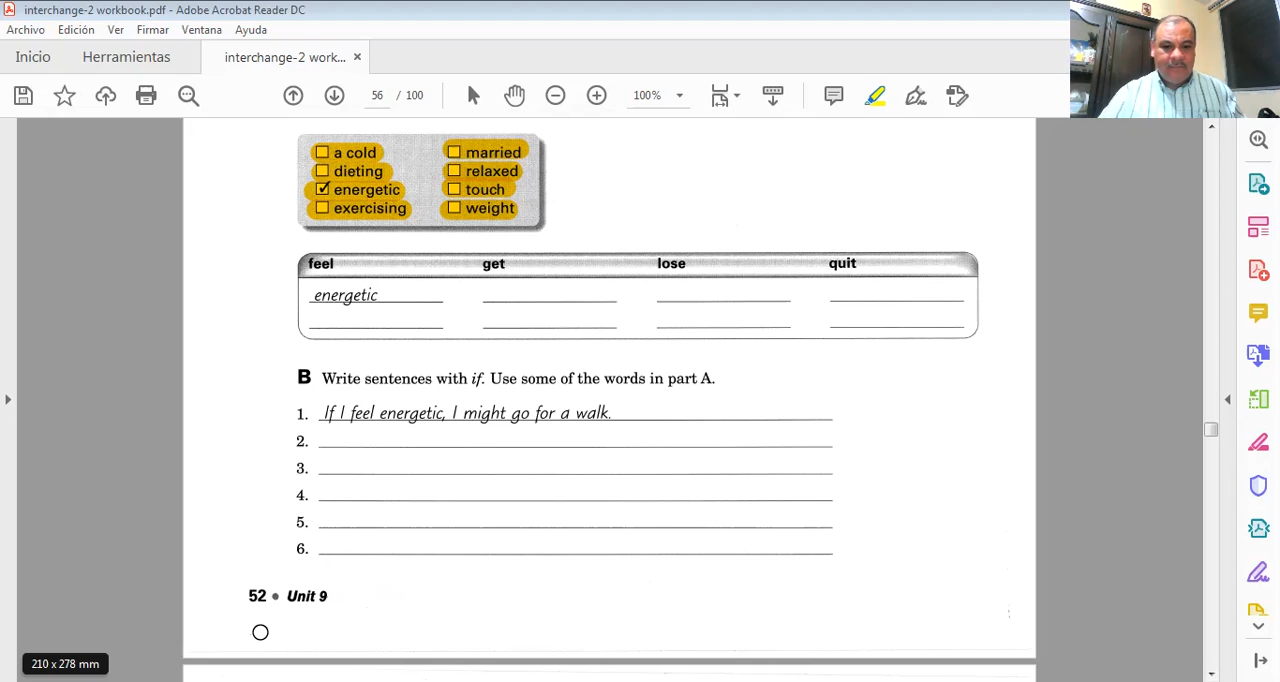 interchange-2 workbook.pdf - Adobe Acrobat Reader DC
Archivo Edición Ver Firmar Ventana Ayuda
Inicio Herramientas interchange-2 work... ×
56 / 100 100%
a cold married
dieting relaxed
energetic touch
exercising weight
feel get lose quit
energetic
B Write sentences with if. Use some of the words in part A.
1. If I feel energetic, I might go for a walk.
2.
3.
4.
5.
6.
52 • Unit 9
210 x 278 mm